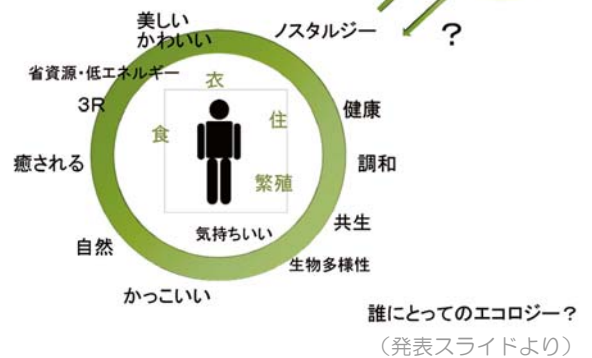 美しい
かわいい
ノスタルジー
?
省資源・低エネルギー
衣
3R
健康
食
住
癒される
調和
繁殖
共生
気持ちいい
自然
生物多様性
かっこいい
誰にとってのエコロジー?
(発表スライドより)